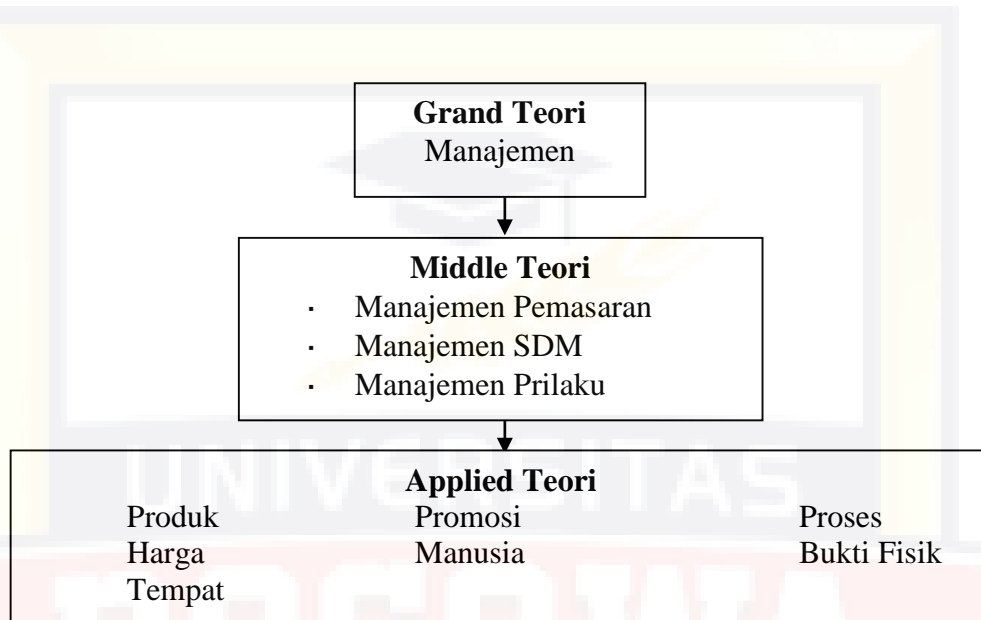 Grand Teori
Manajemen
Middle Teori
· Manajemen Pemasaran
· Manajemen SDM
· Manajemen Prilaku
Applied Teori
Produk Promosi Proses
Harga Manusia Bukti Fisik
Tempat
UNIVERSITAS